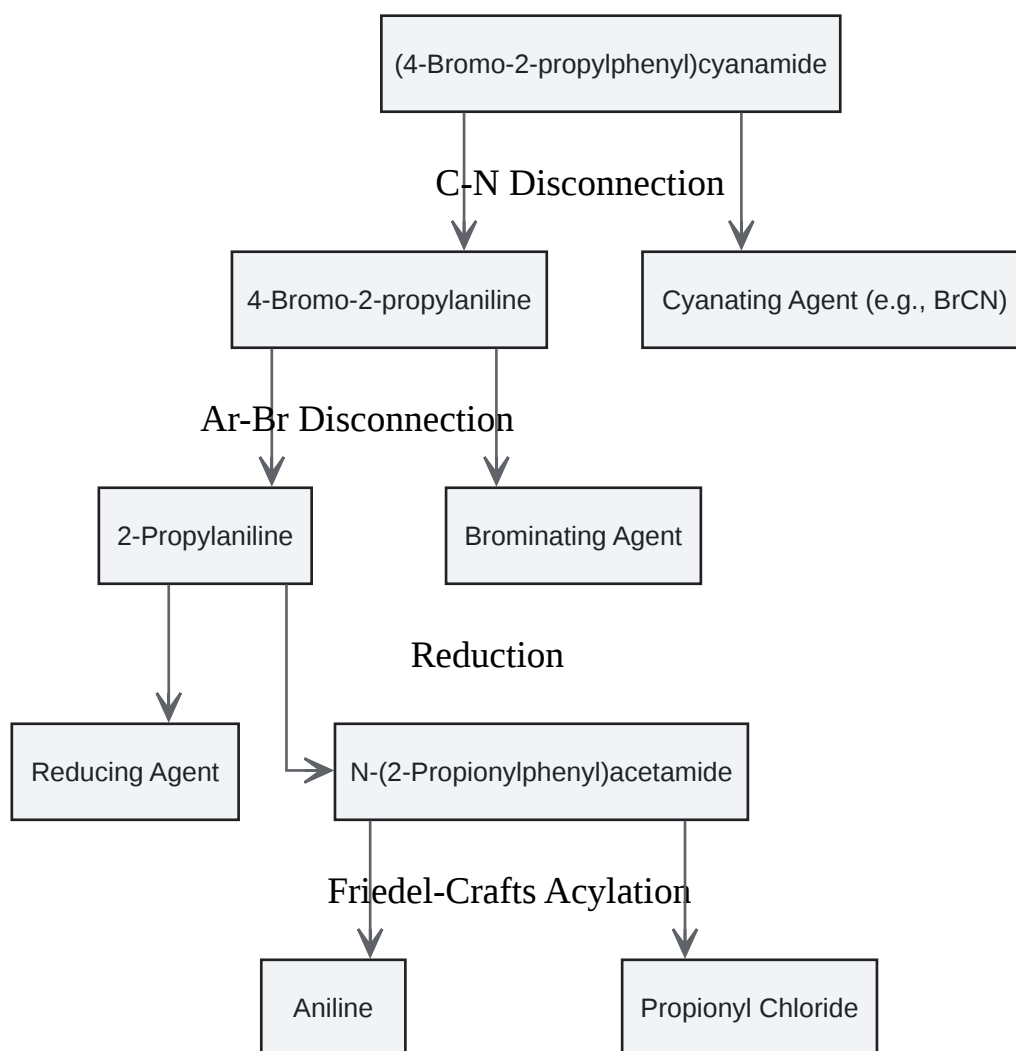 (4-Bromo-2-propylphenyl)cyanamide
C-N Disconnection
4-Bromo-2-propylaniline
Cyanating Agent (e.g., BrCN)
Ar-Br Disconnection
2-Propylaniline
Brominating Agent
Reduction
Reducing Agent
N-(2-Propionylphenyl)acetamide
Friedel-Crafts Acylation
Aniline
Propionyl Chloride